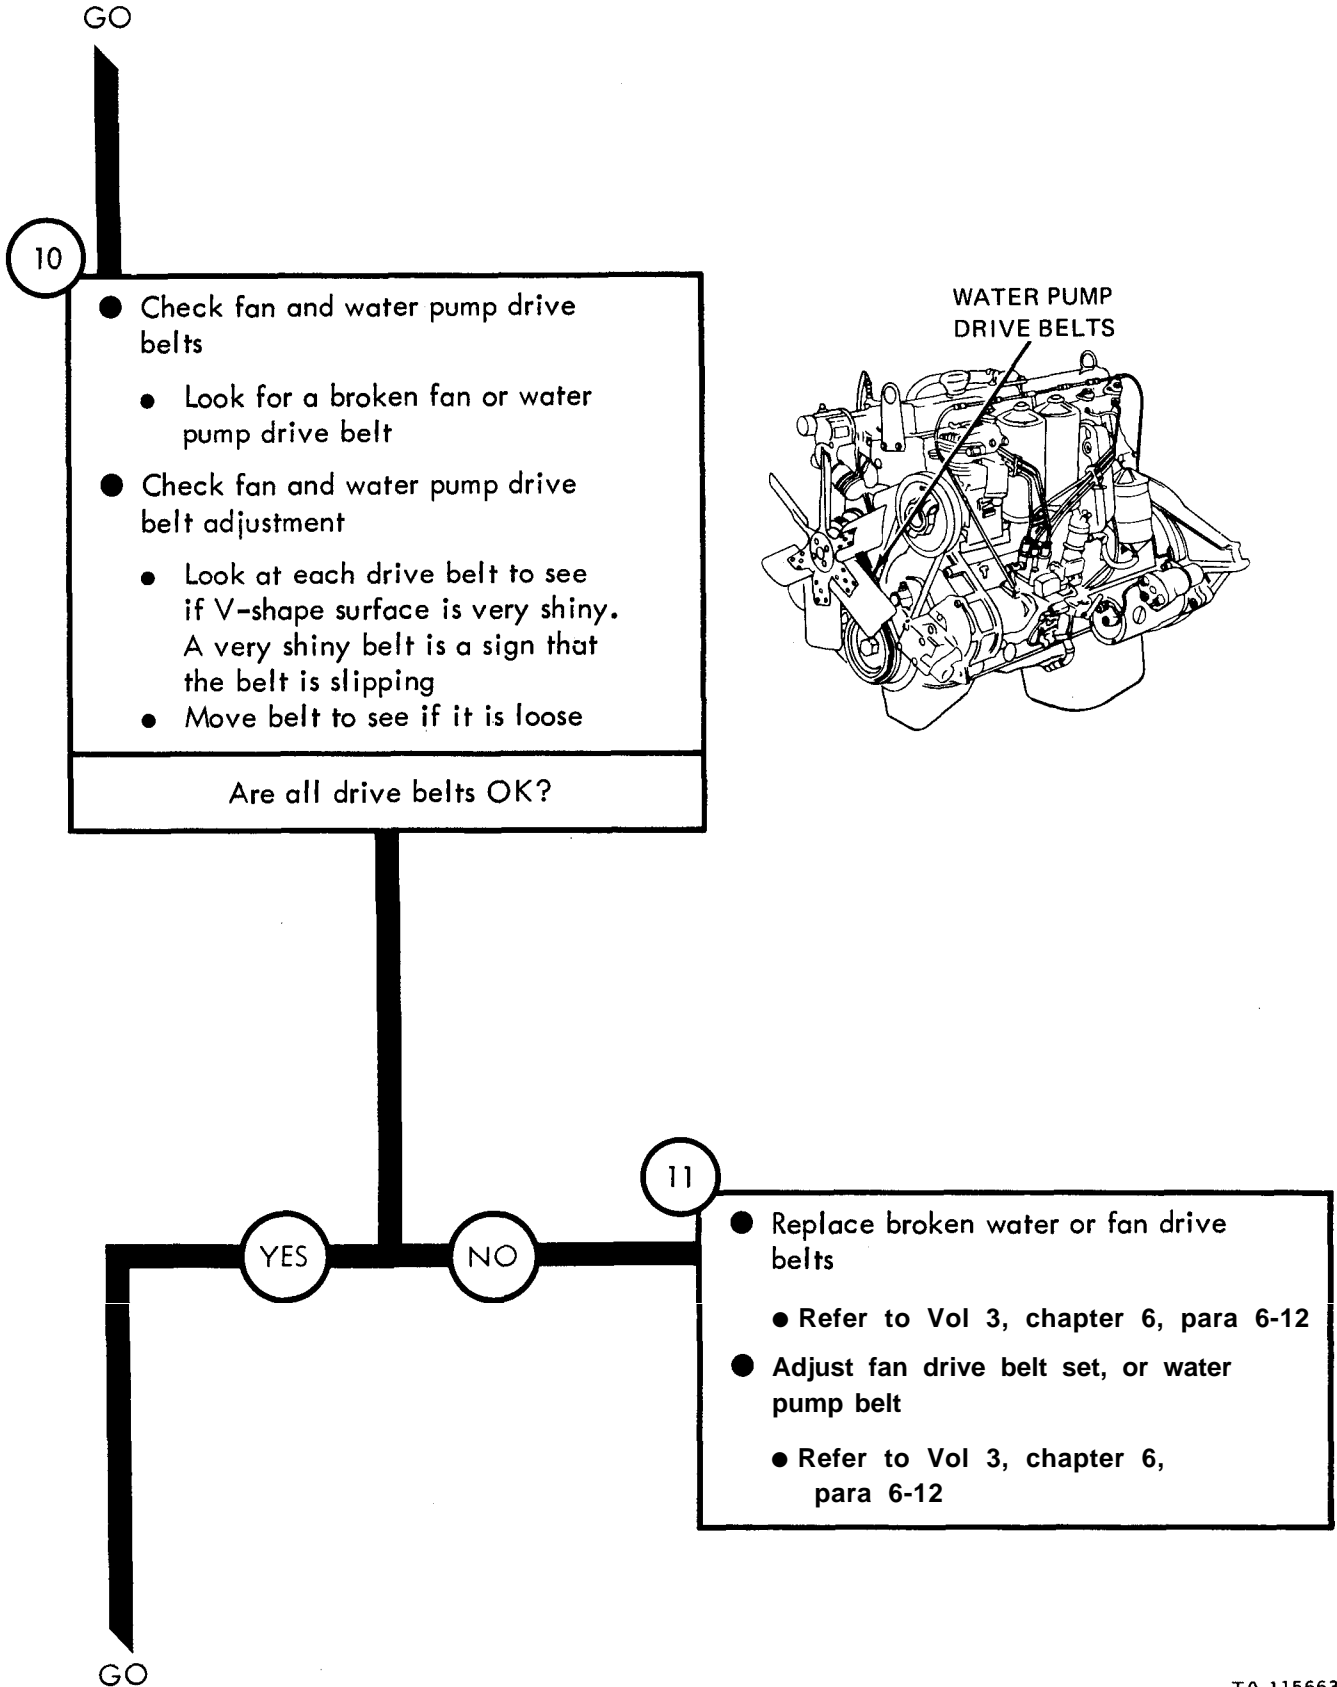 GO
10
● Check fan and water pump drive
belts
● Look for a broken fan or water
pump drive belt
● Check fan and water pump drive
belt adjustment
● Look at each drive belt to see
if V-shape surface is very shiny.
A very shiny belt is a sign that
the belt is slipping
● Move belt to see if it is loose
Are all drive belts OK?
WATER PUMP
DRIVE BELTS
YES
NO
11
● Replace broken water or fan drive
belts
● Refer to Vol 3, chapter 6, para 6-12
● Adjust fan drive belt set, or water
pump belt
● Refer to Vol 3, chapter 6,
para 6-12
GO
TA 115663